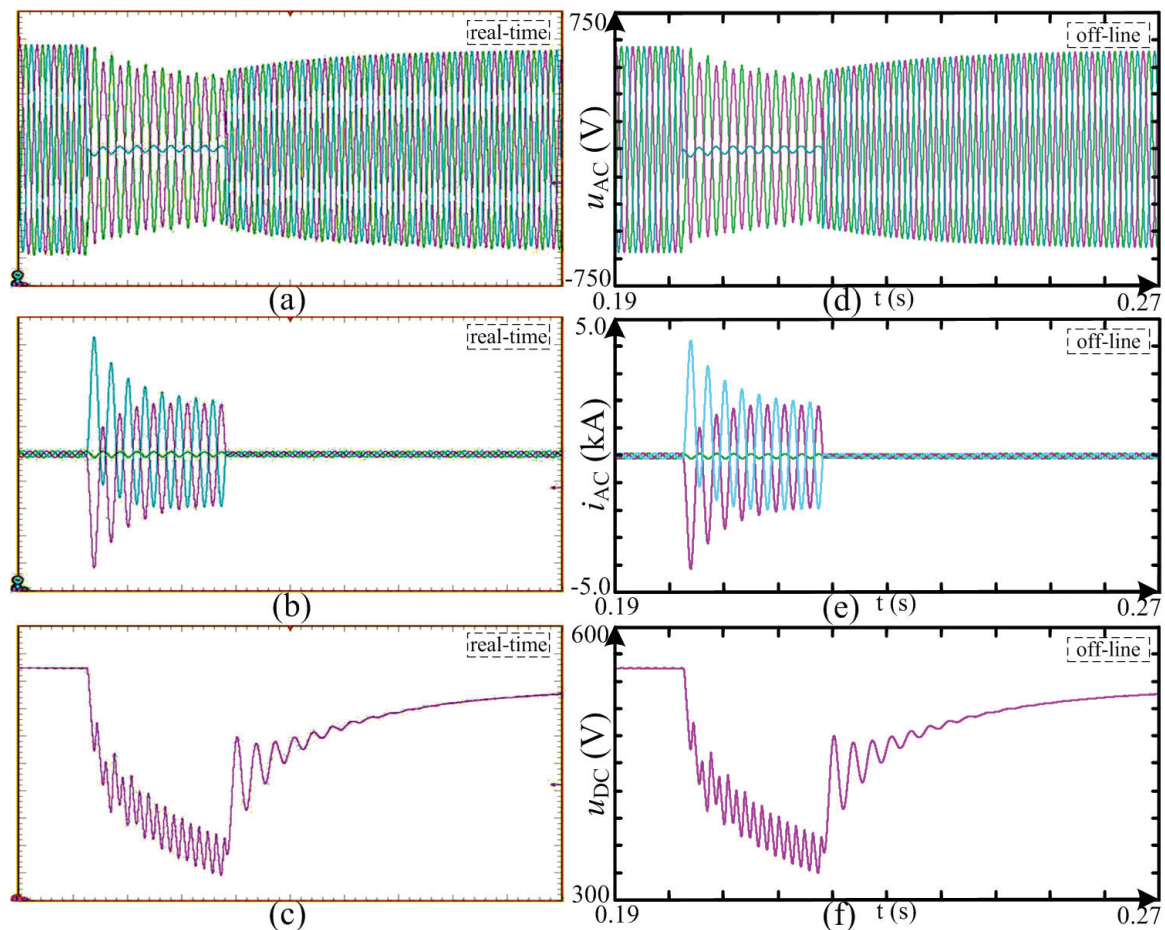 real-time
(a)
750
u_AC (V)
-750
off-line
0.19
(d)
t (s)
0.27
real-time
(b)
5.0
i_AC (kA)
-5.0
off-line
0.19
(e)
t (s)
0.27
real-time
(c)
600
u_DC (V)
300
off-line
0.19
(f)
t (s)
0.27